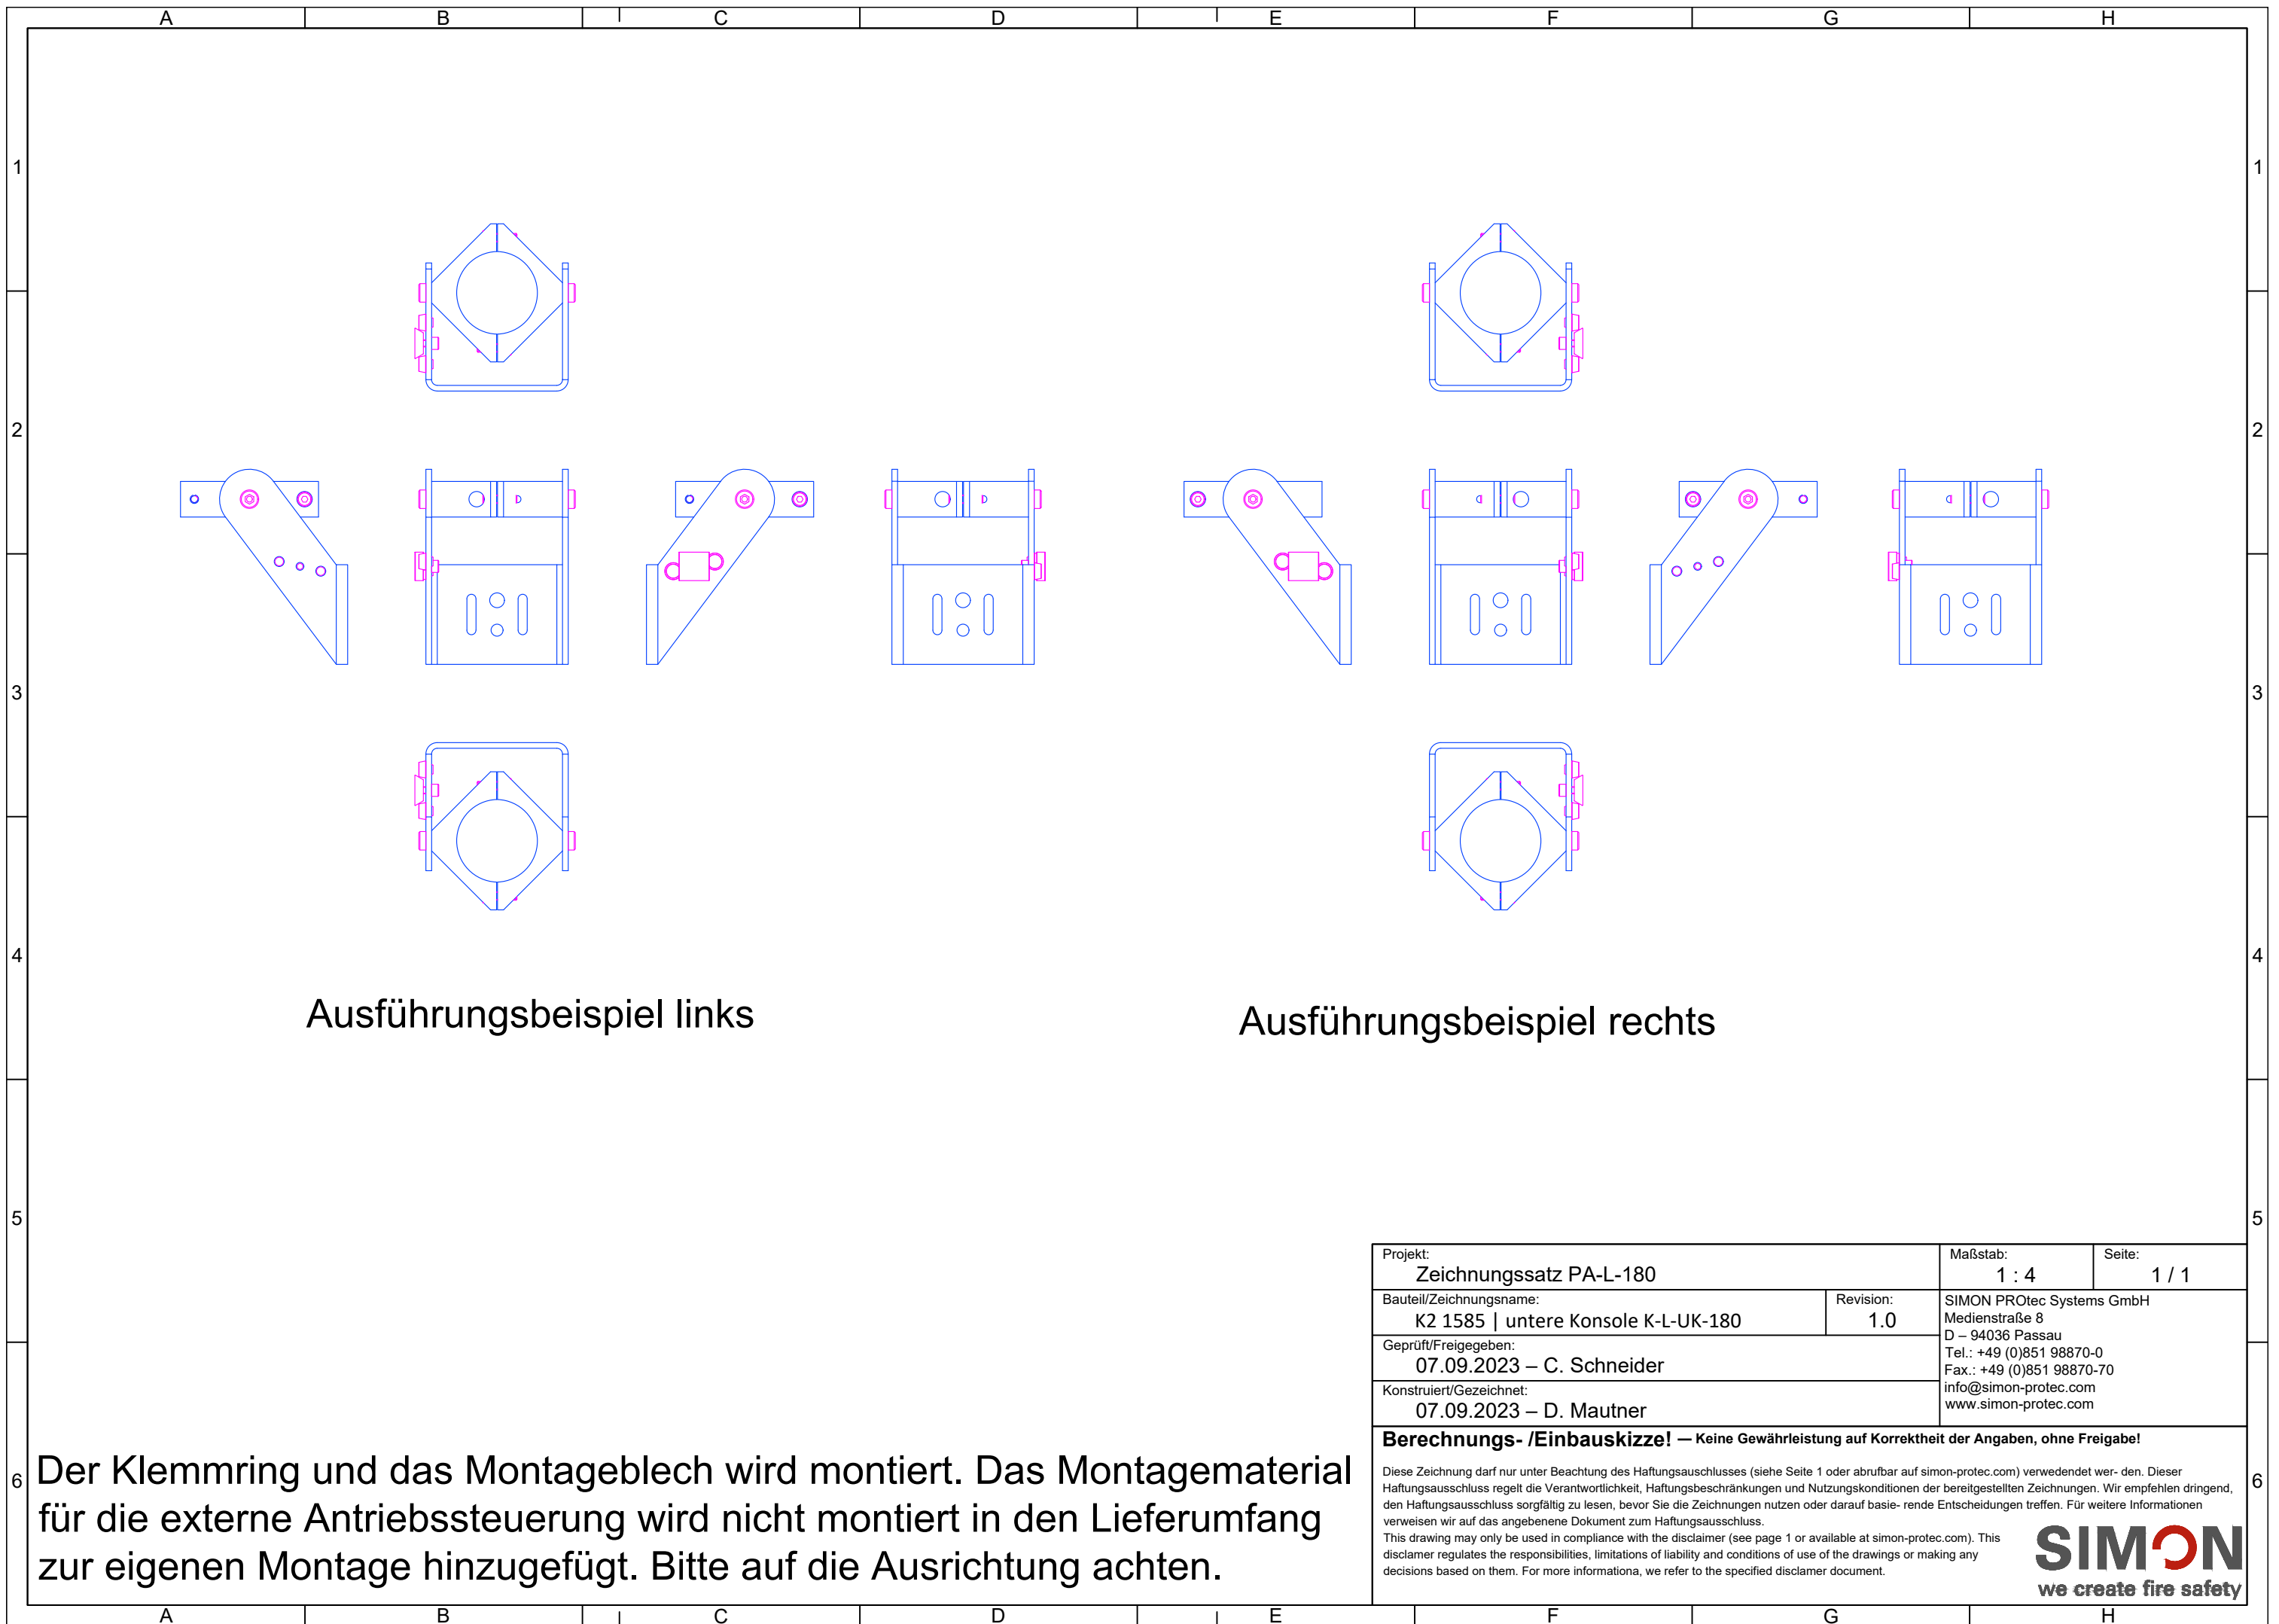 A B C D E F G H
1 1
2 2
3 3
4 4
Ausführungsbeispiel links
Ausführungsbeispiel rechts
5 5
Projekt:
Zeichnungssatz PA-L-180
Maßstab:
1 : 4
Seite:
1 / 1
Bauteil/Zeichnungsname:
K2 1585 | untere Konsole K-L-UK-180
Revision:
1.0
SIMON PROtec Systems GmbH
Medienstraße 8
D – 94036 Passau
Tel.: +49 (0)851 98870-0
Fax.: +49 (0)851 98870-70
info@simon-protec.com
www.simon-protec.com
Geprüft/Freigegeben:
07.09.2023 – C. Schneider
Konstruiert/Gezeichnet:
07.09.2023 – D. Mautner
Berechnungs- /Einbauskizze! — Keine Gewährleistung auf Korrektheit der Angaben, ohne Freigabe!
Diese Zeichnung darf nur unter Beachtung des Haftungsauschlusses (siehe Seite 1 oder abrufbar auf simon-protec.com) verwedendet wer- den. Dieser
Haftungsausschluss regelt die Verantwortlichkeit, Haftungsbeschränkungen und Nutzungskonditionen der bereitgestellten Zeichnungen. Wir empfehlen dringend,
den Haftungsausschluss sorgfältig zu lesen, bevor Sie die Zeichnungen nutzen oder darauf basie- rende Entscheidungen treffen. Für weitere Informationen
verweisen wir auf das angebenene Dokument zum Haftungsausschluss.
This drawing may only be used in compliance with the disclaimer (see page 1 or available at simon-protec.com). This
disclamer regulates the responsibilities, limitations of liability and conditions of use of the drawings or making any
decisions based on them. For more informationa, we refer to the specified disclamer document.
SIMON
we create fire safety
6 6
Der Klemmring und das Montageblech wird montiert. Das Montagematerial
für die externe Antriebssteuerung wird nicht montiert in den Lieferumfang
zur eigenen Montage hinzugefügt. Bitte auf die Ausrichtung achten.
A B C D E F G H